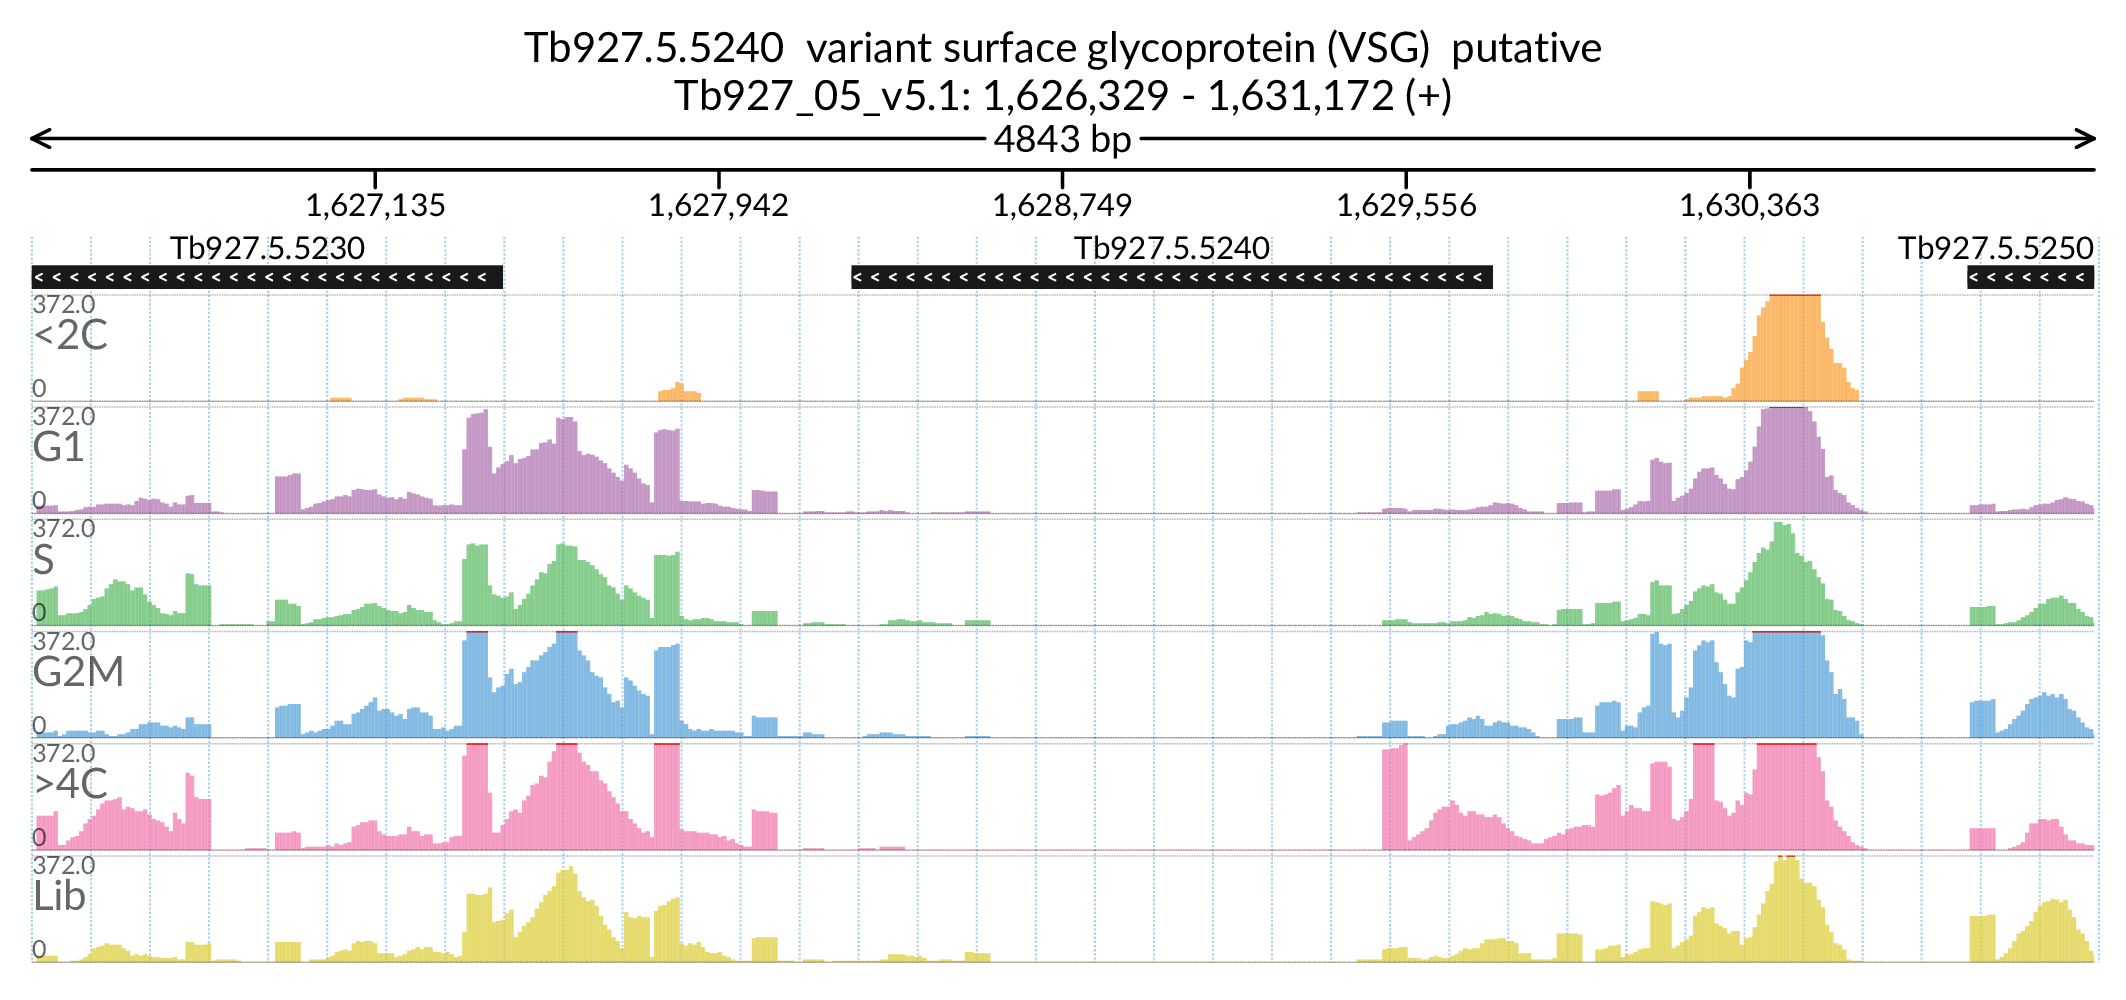 Tb927.5.5240  variant surface glycoprotein (VSG)  putative
Tb927_05_v5.1: 1,626,329 - 1,631,172 (+)
4843 bp
1,627,135 1,627,942 1,628,749 1,629,556 1,630,363
Tb927.5.5230 Tb927.5.5240 Tb927.5.5250
372.0
<2C
0
372.0
G1
0
372.0
S
0
372.0
G2M
0
372.0
>4C
0
372.0
Lib
0